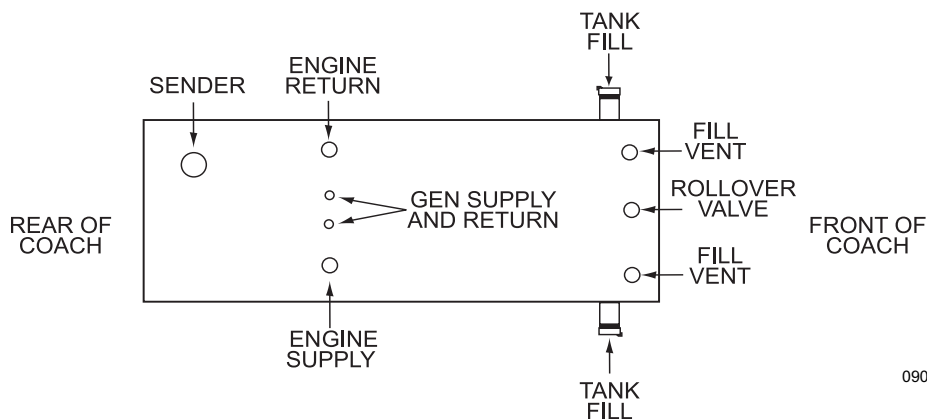 TANK
FILL
ENGINE
RETURN
SENDER
FILL
VENT
GEN SUPPLY
AND RETURN
ROLLOVER
VALVE
REAR OF
COACH
FRONT OF
COACH
FILL
VENT
ENGINE
SUPPLY
TANK
FILL
090